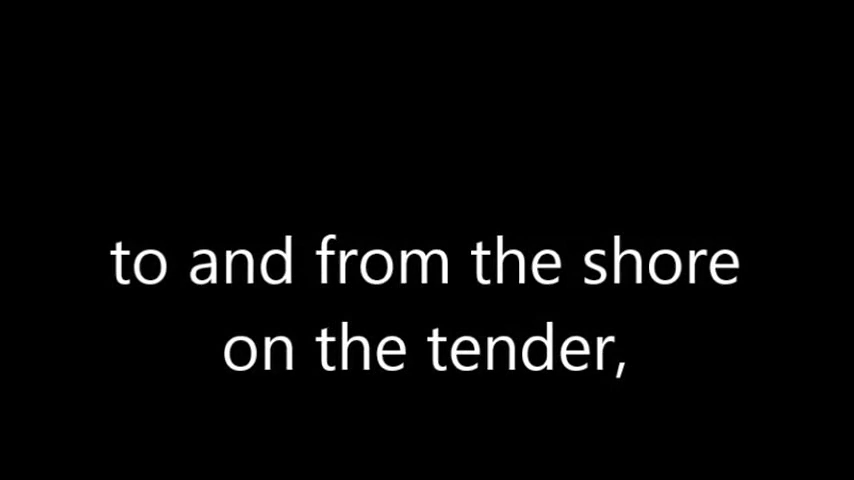 to and from the shore
on the tender,